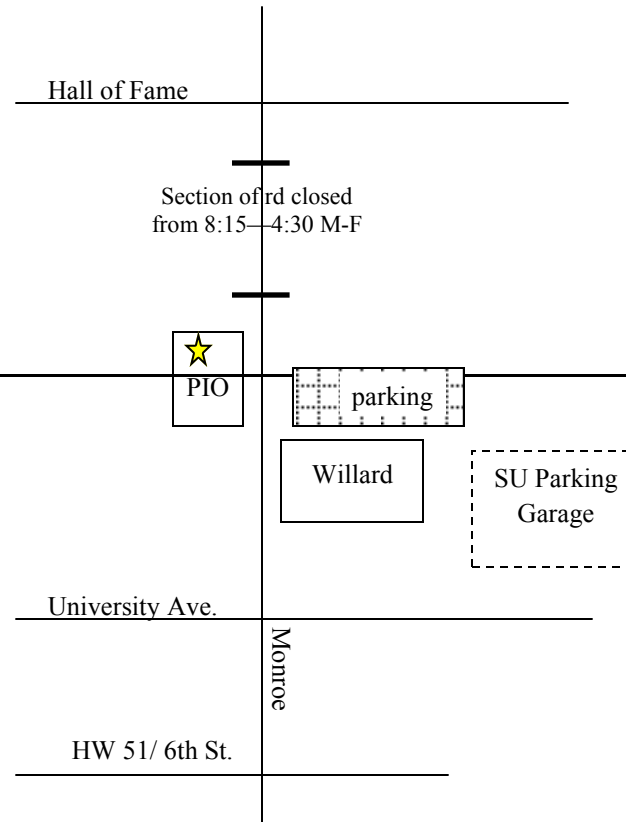 Hall of Fame
Section of rd closed
from 8:15—4:30 M-F
PIO
parking
Willard
SU Parking
Garage
University Ave.
Monroe
HW 51/ 6th St.